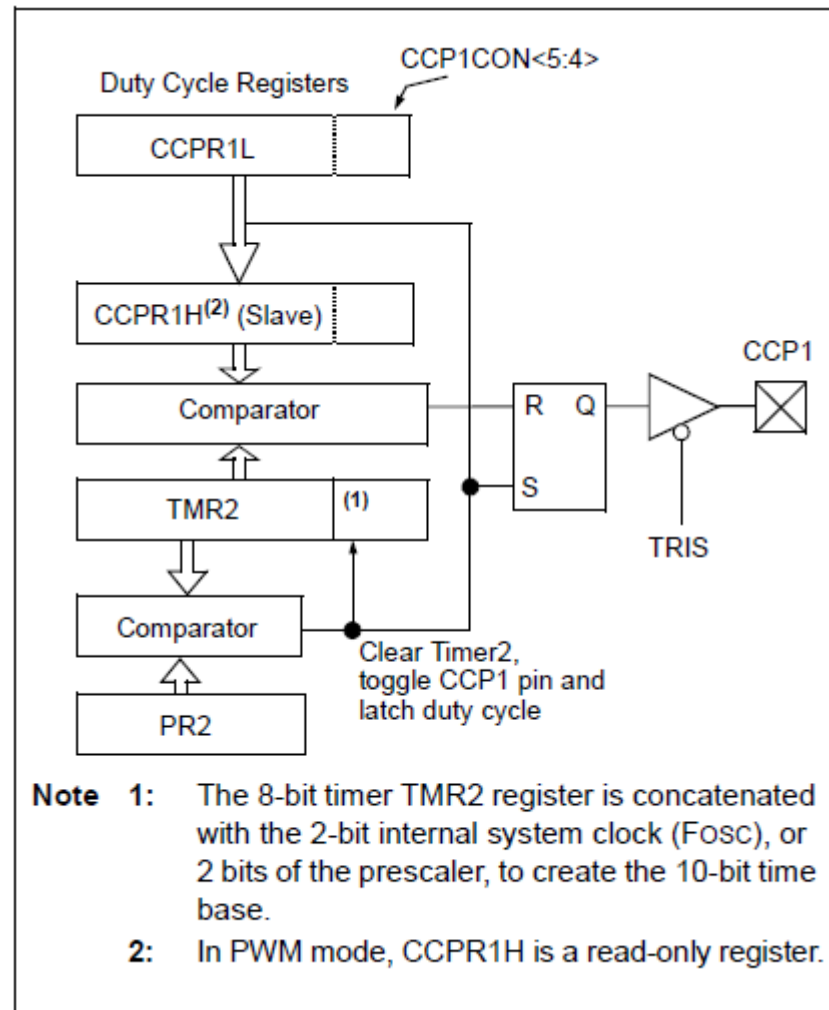 CCP1CON<5:4>
Duty Cycle Registers
CCPR1L
CCPR1H(2) (Slave)
CCP1
Comparator
R Q
TMR2 (1)
S
TRIS
Comparator
Clear Timer2,
toggle CCP1 pin and
latch duty cycle
PR2
Note 1: The 8-bit timer TMR2 register is concatenated
with the 2-bit internal system clock (FOSC), or
2 bits of the prescaler, to create the 10-bit time
base.
2: In PWM mode, CCPR1H is a read-only register.